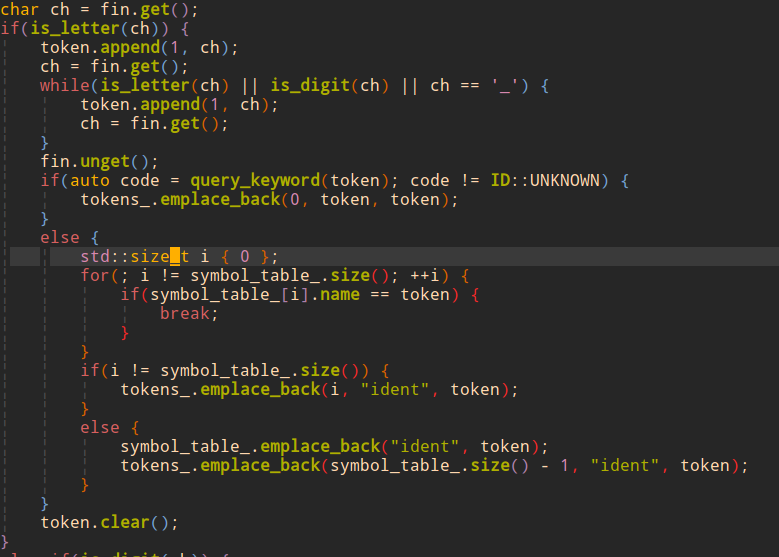 char ch = fin.get();
if(is_letter(ch)) {
token.append(1, ch);
ch = fin.get();
while(is_letter(ch) || is_digit(ch) || ch == '_') {
token.append(1, ch);
ch = fin.get();
}
fin.unget();
if(auto code = query_keyword(token); code != ID::UNKNOWN) {
tokens_.emplace_back(0, token, token);
}
else {
std::size_t i { 0 };
for(; i != symbol_table_.size(); ++i) {
if(symbol_table_[i].name == token) {
break;
}
}
if(i != symbol_table_.size()) {
tokens_.emplace_back(i, "ident", token);
}
else {
symbol_table_.emplace_back("ident", token);
tokens_.emplace_back(symbol_table_.size() - 1, "ident", token);
}
}
token.clear();
}